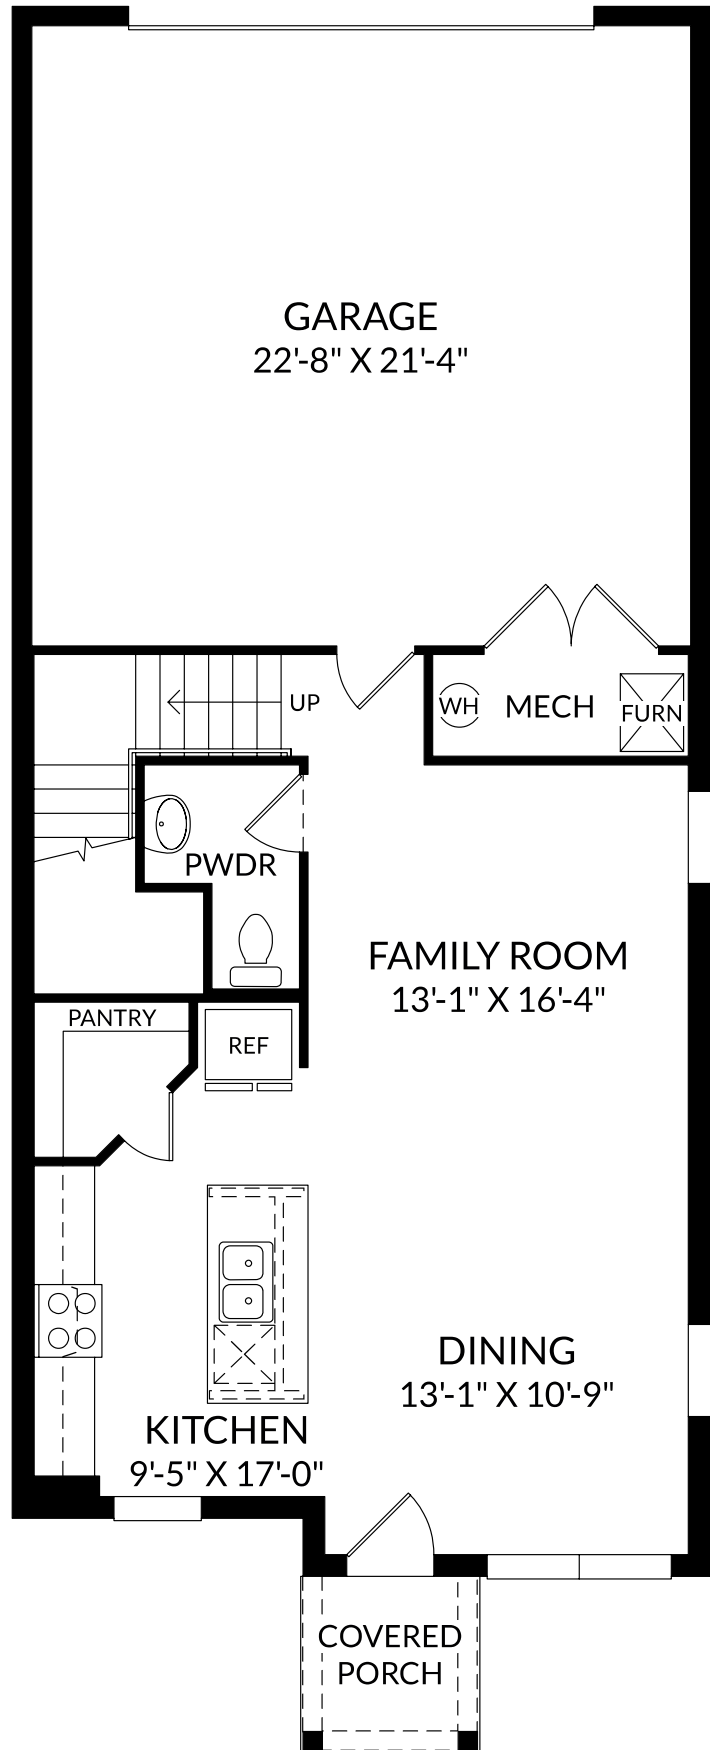 GARAGE
22'-8" X 21'-4"
UP
WH
MECH
FURN
PWDR
FAMILY ROOM
13'-1" X 16'-4"
PANTRY
REF
DINING
13'-1" X 10'-9"
KITCHEN
9'-5" X 17'-0"
COVERED
PORCH